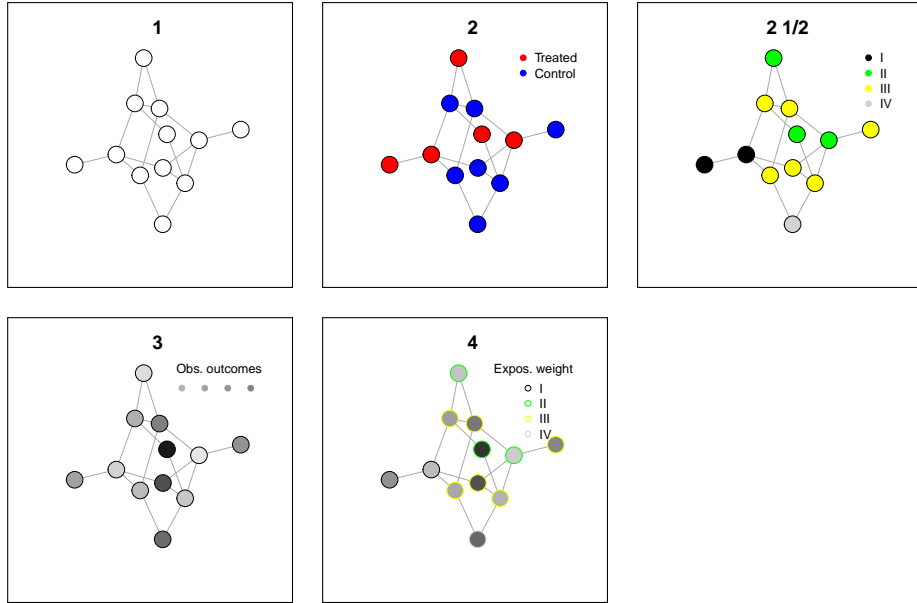 1
2
Treated
Control
2 1/2
I
II
III
IV
3
Obs. outcomes
4
Expos. weight
I
II
III
IV